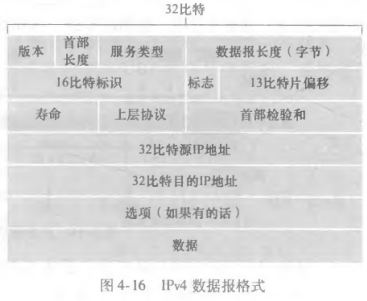 32比特
版本 首部长度 服务类型 数据报长度（字节）
16比特标识 标志 13比特片偏移
寿命 上层协议 首部检验和
32比特源IP地址
32比特目的IP地址
选项（如果有的话）
数据
图4-16 IPv4数据报格式